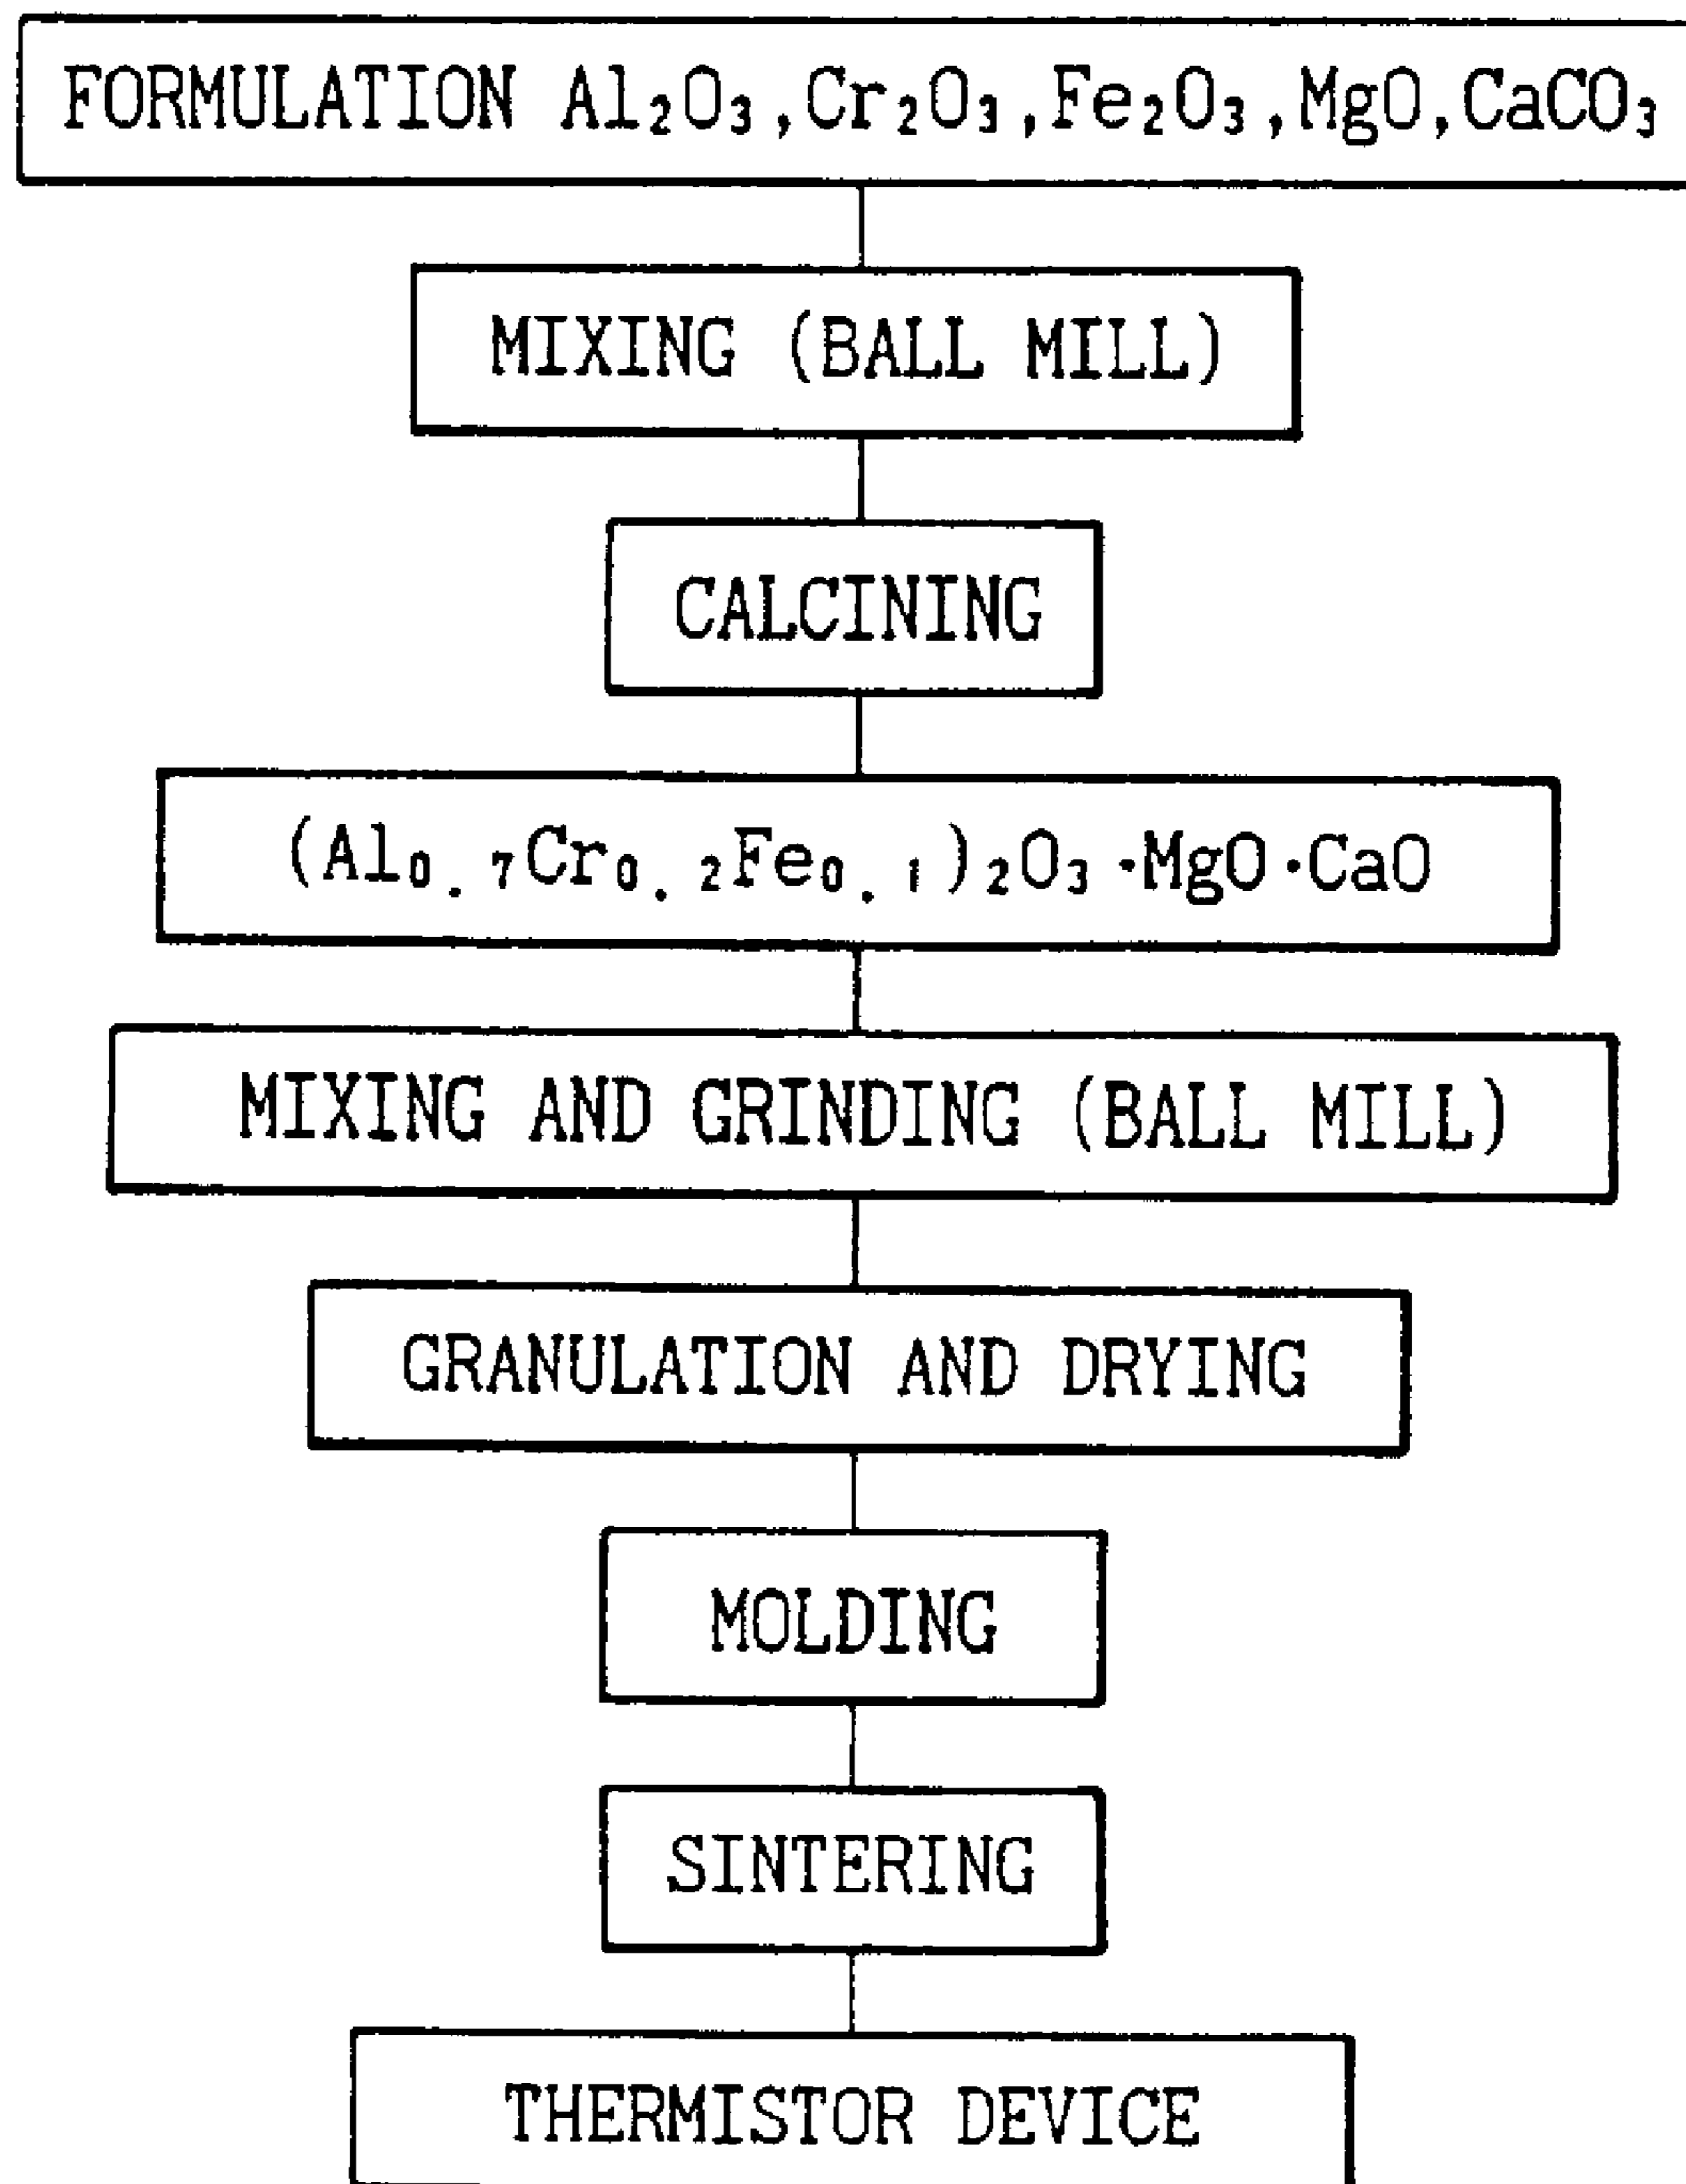 FORMULATION Al₂O₃,Cr₂O₃,Fe₂O₃,MgO,CaCO₃
MIXING (BALL MILL)
CALCINING
(Al₀.₇Cr₀.₂Fe₀.₁)₂O₃·MgO·CaO
MIXING AND GRINDING (BALL MILL)
GRANULATION AND DRYING
MOLDING
SINTERING
THERMISTOR DEVICE